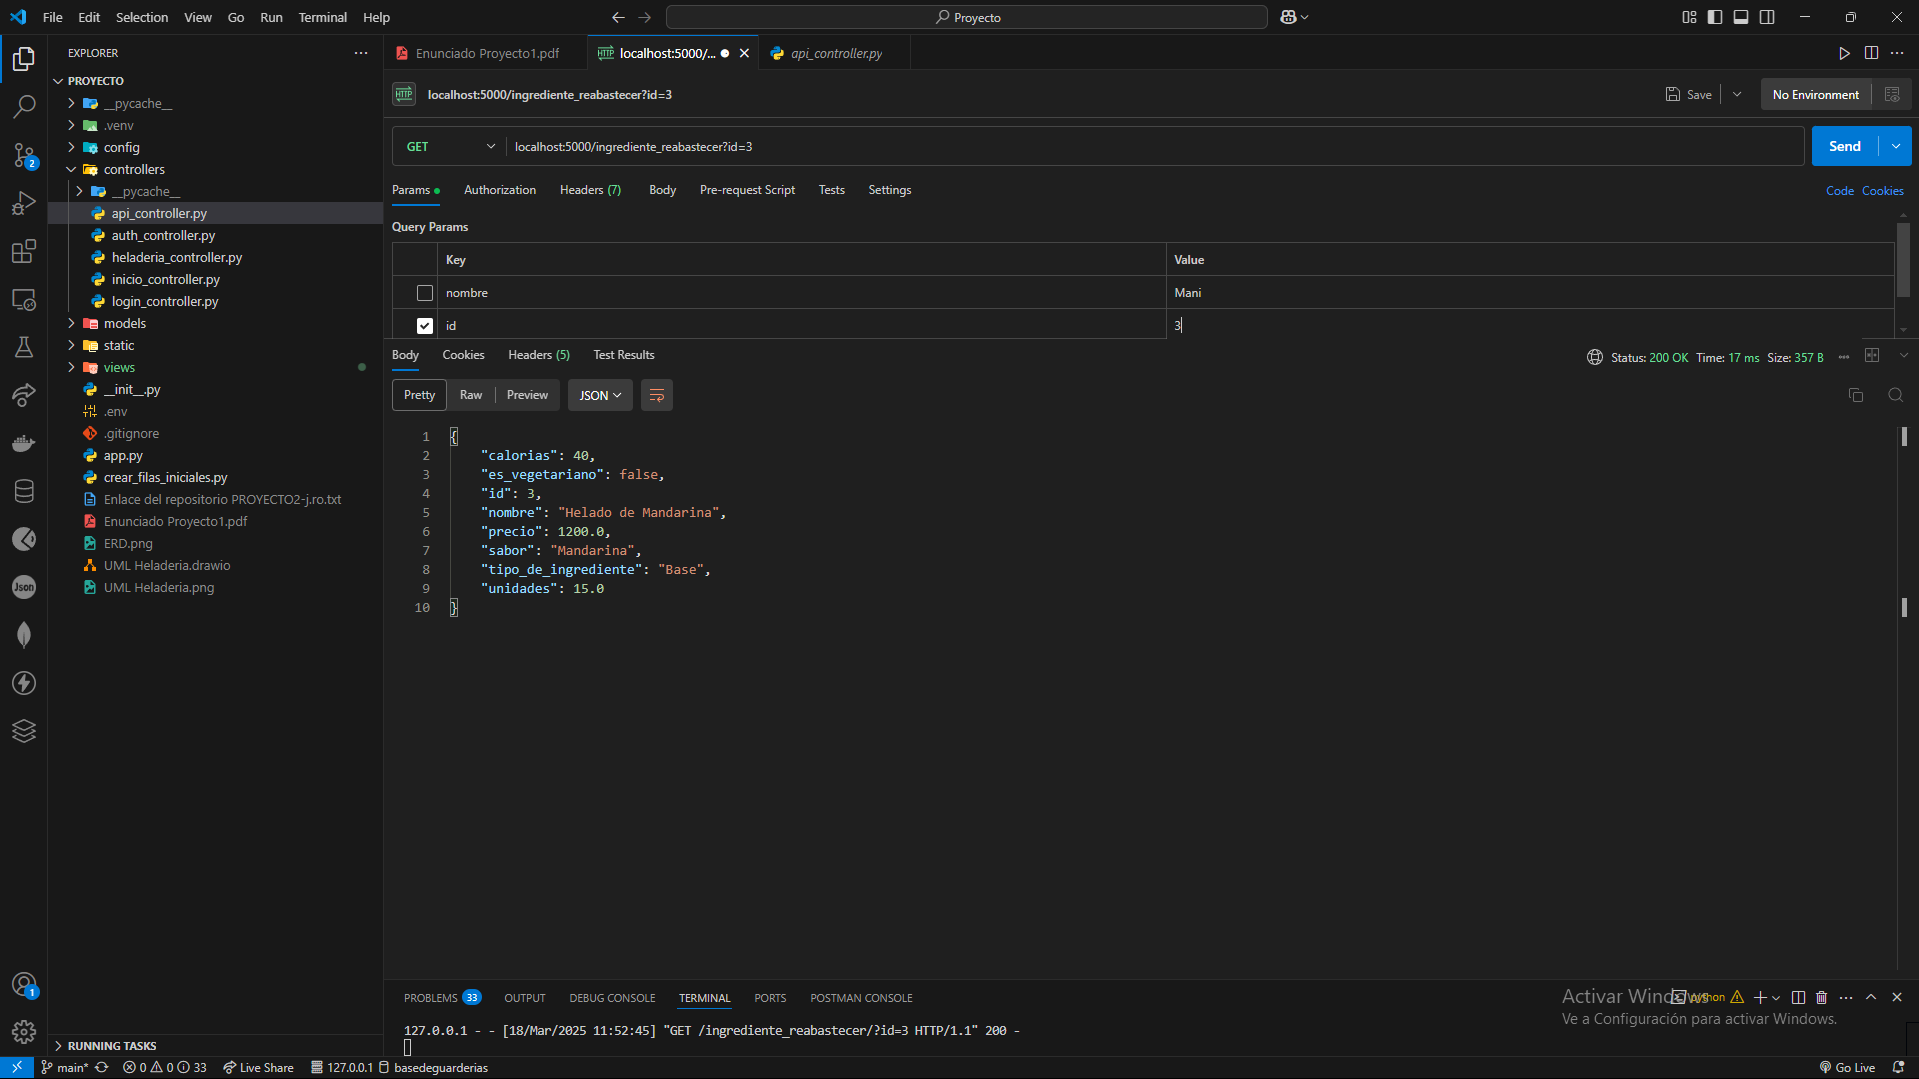 File Edit Selection View Go Run Terminal Help
Proyecto
EXPLORER
PROYECTO
__pycache__
.venv
config
controllers
__pycache__
api_controller.py
auth_controller.py
heladeria_controller.py
inicio_controller.py
login_controller.py
models
static
views
__init__.py
.env
.gitignore
app.py
crear_filas_iniciales.py
Enlace del repositorio PROYECTO2-j.ro.txt
Enunciado Proyecto1.pdf
ERD.png
UML Heladeria.drawio
UML Heladeria.png
RUNNING TASKS
2
Json
1
Enunciado Proyecto1.pdf
localhost:5000/...
api_controller.py
HTTP localhost:5000/ingrediente_reabastecer?id=3
Save
No Environment
GET localhost:5000/ingrediente_reabastecer?id=3
Send
Params Authorization Headers (7) Body Pre-request Script Tests Settings
Code Cookies
Query Params
Key Value
nombre Mani
id 3
Body Cookies Headers (5) Test Results
Status: 200 OK Time: 17 ms Size: 357 B
Pretty Raw Preview JSON
1 {
2 "calorias": 40,
3 "es_vegetariano": false,
4 "id": 3,
5 "nombre": "Helado de Mandarina",
6 "precio": 1200.0,
7 "sabor": "Mandarina",
8 "tipo_de_ingrediente": "Base",
9 "unidades": 15.0
10 }
PROBLEMS 33 OUTPUT DEBUG CONSOLE TERMINAL PORTS POSTMAN CONSOLE
python
Activar Windows
Ve a Configuración para activar Windows.
127.0.0.1 - - [18/Mar/2025 11:52:45] "GET /ingrediente_reabastecer/?id=3 HTTP/1.1" 200 -
main* 0 0 33 Live Share 127.0.0.1 basedeguarderias
Go Live